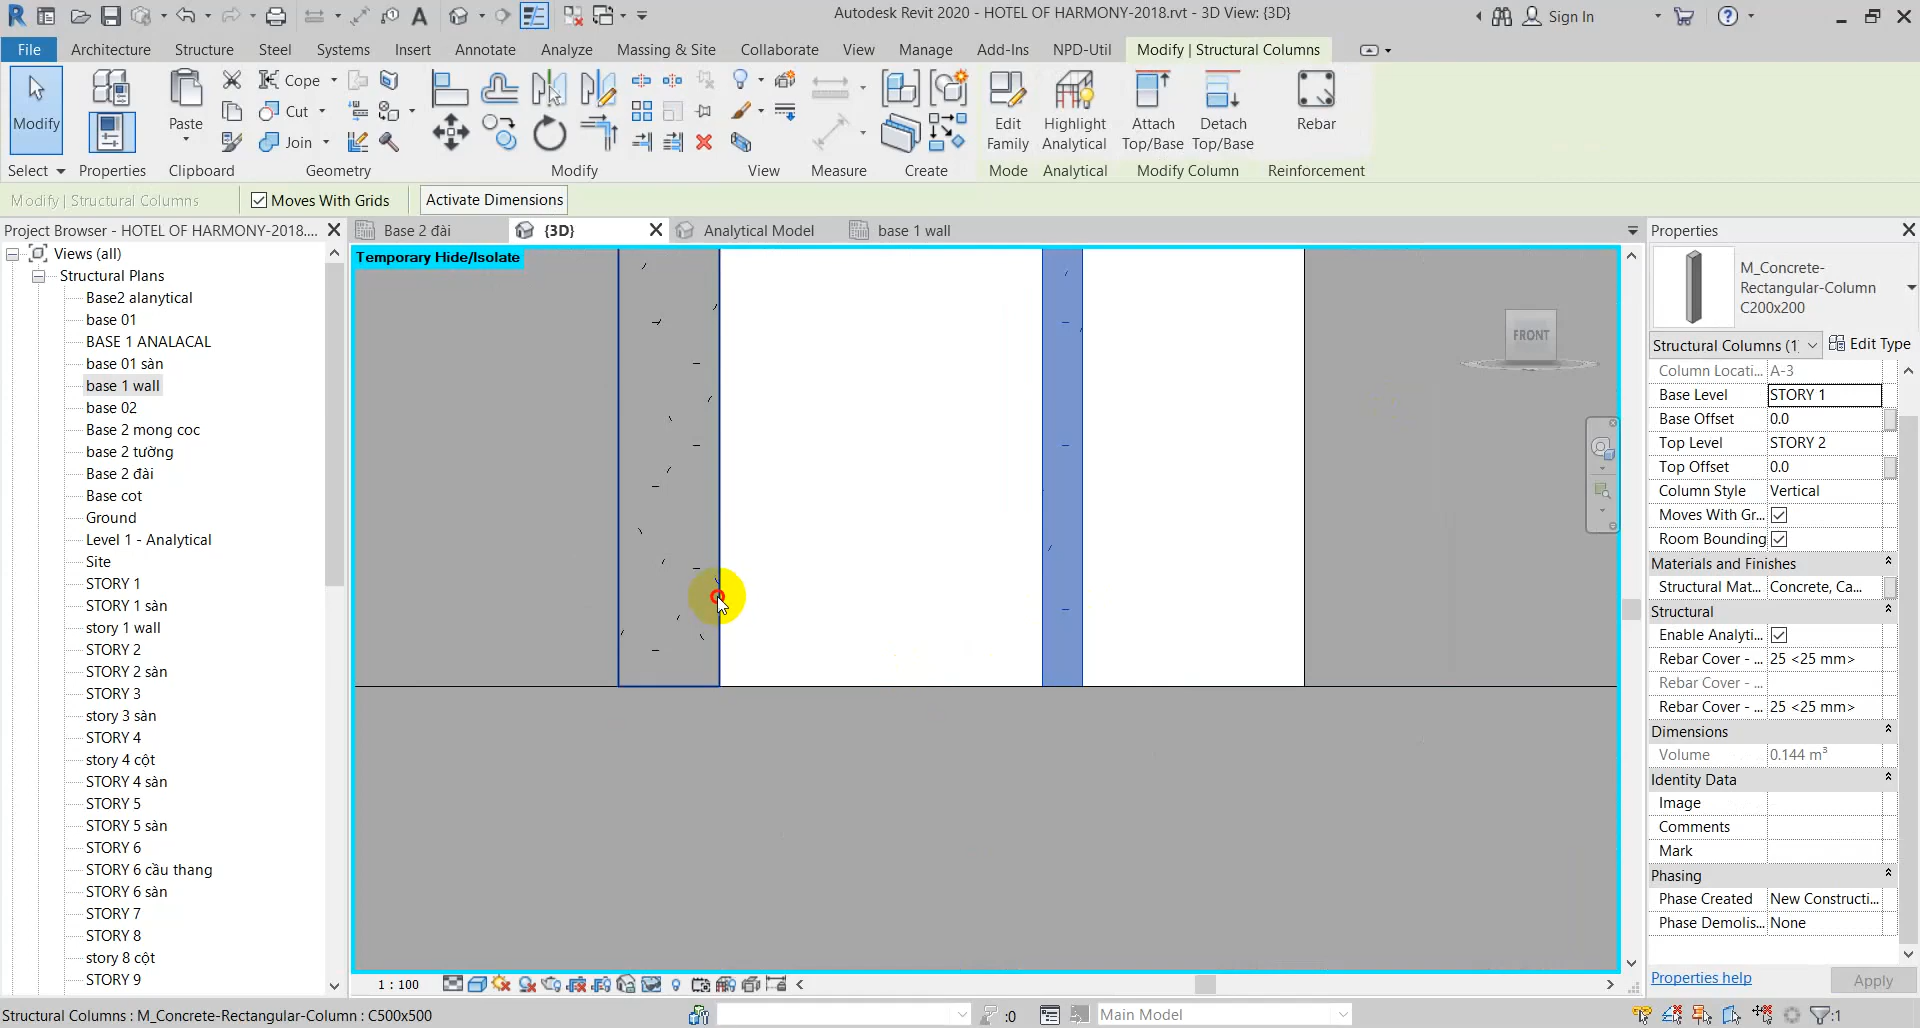 Autodesk Revit 2020 - HOTEL OF HARMONY-2018.rvt - 3D View: {3D}
Sign In
File Architecture Structure Steel Systems Insert Annotate Analyze Massing & Site Collaborate View Manage Add-Ins NPD-Util Modify | Structural Columns
Modify
Paste
Cope
Cut
Join
Edit Family
Highlight Analytical
Attach Top/Base
Detach Top/Base
Rebar
Select Properties Clipboard Geometry Modify View Measure Create Mode Analytical Modify Column Reinforcement
Modify | Structural Columns Moves With Grids Activate Dimensions
Project Browser - HOTEL OF HARMONY-2018....
Views (all)
Structural Plans
Base2 alanytical
base 01
BASE 1 ANALACAL
base 01 sàn
base 1 wall
base 02
Base 2 mong coc
base 2 tường
Base 2 đài
Base cot
Ground
Level 1 - Analytical
Site
STORY 1
STORY 1 sàn
story 1 wall
STORY 2
STORY 2 sàn
STORY 3
story 3 sàn
STORY 4
story 4 cột
STORY 4 sàn
STORY 5
STORY 5 sàn
STORY 6
STORY 6 cầu thang
STORY 6 sàn
STORY 7
STORY 8
story 8 cột
STORY 9
Base 2 đài {3D} Analytical Model base 1 wall
Temporary Hide/Isolate
FRONT
1 : 100
Properties
M_Concrete-
Rectangular-Column
C200x200
Structural Columns (1 Edit Type
Column Locati... A-3
Base Level STORY 1
Base Offset 0.0
Top Level STORY 2
Top Offset 0.0
Column Style Vertical
Moves With Gr...
Room Bounding
Materials and Finishes
Structural Mat... Concrete, Ca...
Structural
Enable Analyti...
Rebar Cover - ... 25 <25 mm>
Rebar Cover - ...
Rebar Cover - ... 25 <25 mm>
Dimensions
Volume 0.144 m³
Identity Data
Image
Comments
Mark
Phasing
Phase Created New Constructi...
Phase Demolis... None
Properties help Apply
Structural Columns : M_Concrete-Rectangular-Column : C500x500
:0
Main Model
:1